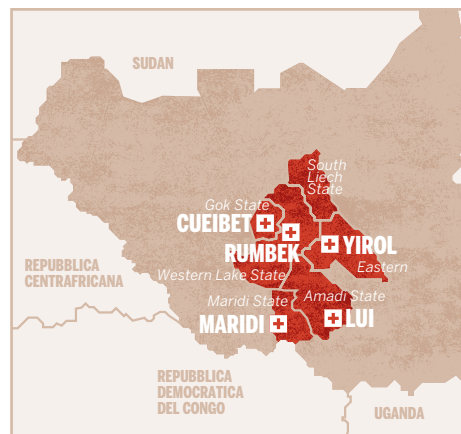 SUDAN
South
Liech
State
Gok State
CUEIBET
RUMBEK
YIROL
Eastern
REPUBBLICA
CENTRAFRICANA
Western Lake State
Maridi State
Amadi State
MARIDI
LUI
REPUBBLICA
DEMOCRATICA
DEL CONGO
UGANDA